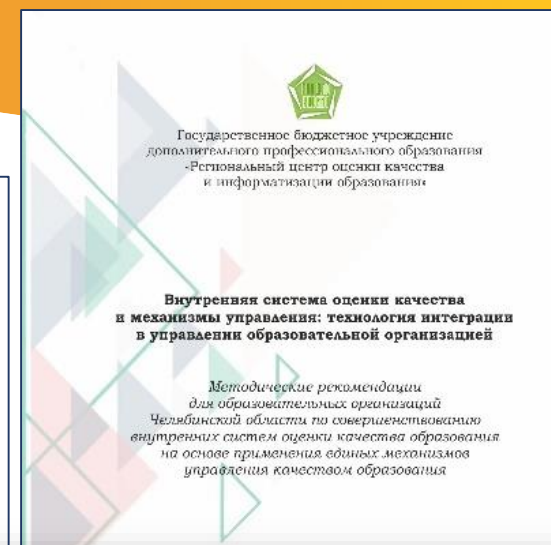 Государственное бюджетное учреждение
дополнительного профессионального образования
«Региональный центр оценки качества
и информатизации образования»
Внутренняя система оценки качества
и механизмы управления: технология интеграции
в управлении образовательной организацией
Методические рекомендации
для образовательных организаций
Челябинской области по совершенствованию
внутренних систем оценки качества образования
на основе применения единых механизмов
управления качеством образования